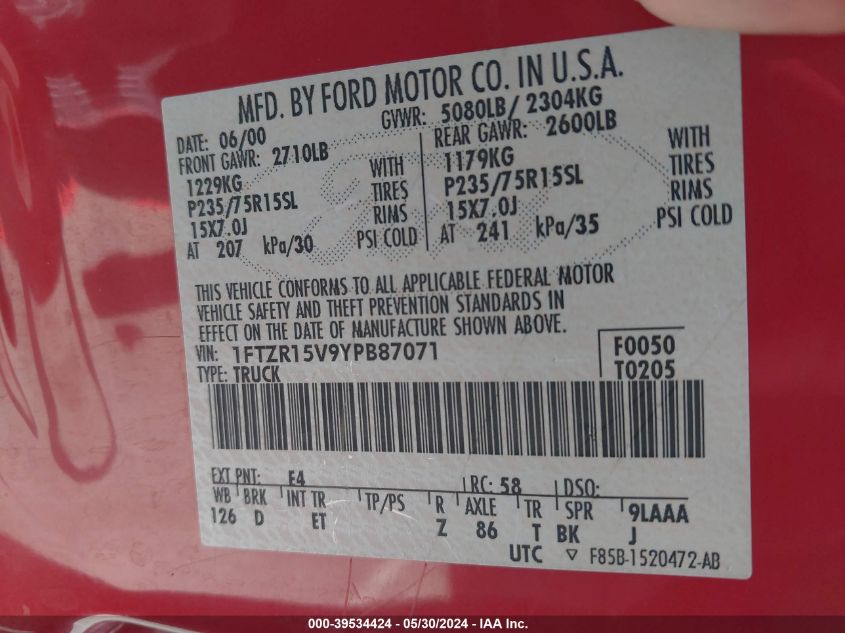 MFD. BY FORD MOTOR CO. IN U.S.A.
DATE: 06/00 GVWR: 5080LB/ 2304KG
FRONT GAWR: 2710LB REAR GAWR: 2600LB
1229KG WITH 1179KG WITH
P235/75R15SL TIRES P235/75R15SL TIRES
15X7.0J RIMS 15X7.0J RIMS
AT 207 kPa/30 PSI COLD AT 241 kPa/35 PSI COLD
THIS VEHICLE CONFORMS TO ALL APPLICABLE FEDERAL MOTOR
VEHICLE SAFETY AND THEFT PREVENTION STANDARDS IN
EFFECT ON THE DATE OF MANUFACTURE SHOWN ABOVE.
VIN: 1FTZR15V9YPB87071 F0050
TYPE: TRUCK T0205
EXT PNT: E4 RC: 58 DSO:
WB BRK INT TR TP/PS R AXLE TR SPR 9LAAA
126 D ET Z 86 T BK J
UTC F85B-1520472-AB
000-39534424 - 05/30/2024 - IAA Inc.